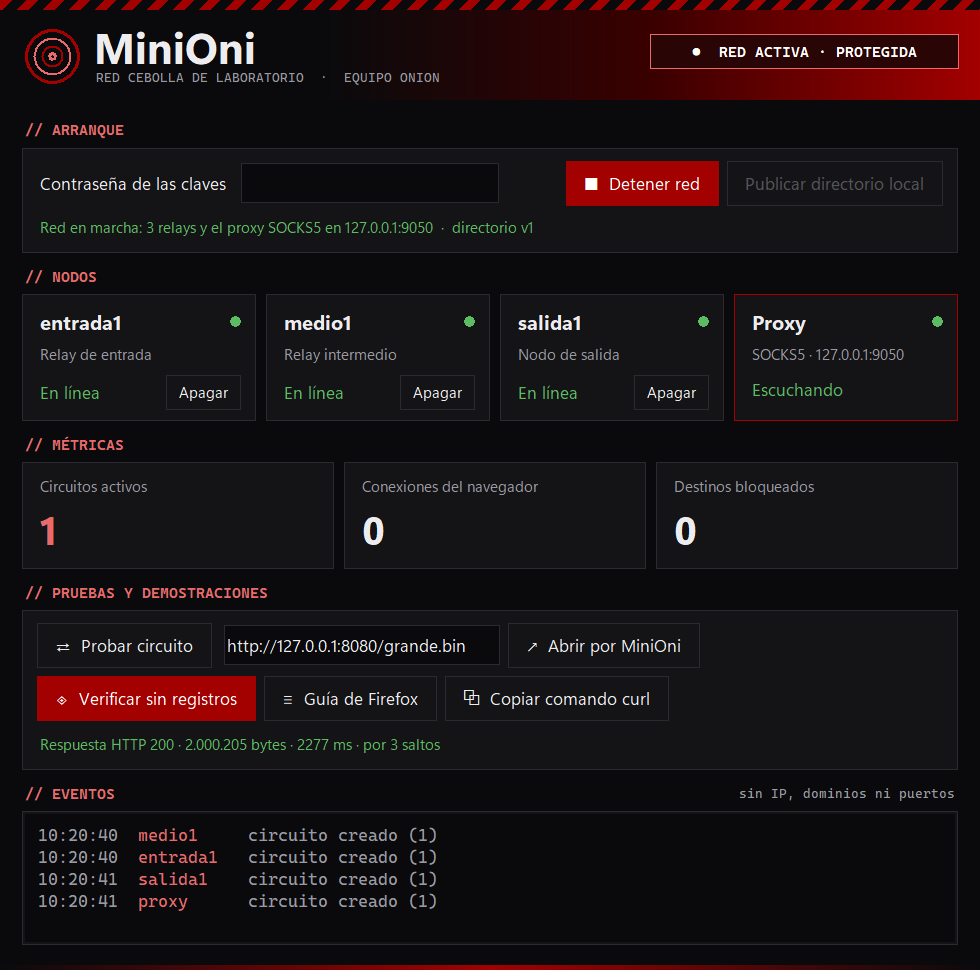 MiniOni
RED CEBOLLA DE LABORATORIO · EQUIPO ONION
● RED ACTIVA · PROTEGIDA
// ARRANQUE
Contraseña de las claves
■ Detener red
Publicar directorio local
Red en marcha: 3 relays y el proxy SOCKS5 en 127.0.0.1:9050 · directorio v1
// NODOS
entrada1
Relay de entrada
En línea
Apagar
medio1
Relay intermedio
En línea
Apagar
salida1
Nodo de salida
En línea
Apagar
Proxy
SOCKS5 · 127.0.0.1:9050
Escuchando
// MÉTRICAS
Circuitos activos
1
Conexiones del navegador
0
Destinos bloqueados
0
// PRUEBAS Y DEMOSTRACIONES
⇄ Probar circuito
http://127.0.0.1:8080/grande.bin
↗ Abrir por MiniOni
⟐ Verificar sin registros
☰ Guía de Firefox
⿻ Copiar comando curl
Respuesta HTTP 200 · 2.000.205 bytes · 2277 ms · por 3 saltos
// EVENTOS
sin IP, dominios ni puertos
10:20:40 medio1 circuito creado (1)
10:20:40 entrada1 circuito creado (1)
10:20:41 salida1 circuito creado (1)
10:20:41 proxy circuito creado (1)